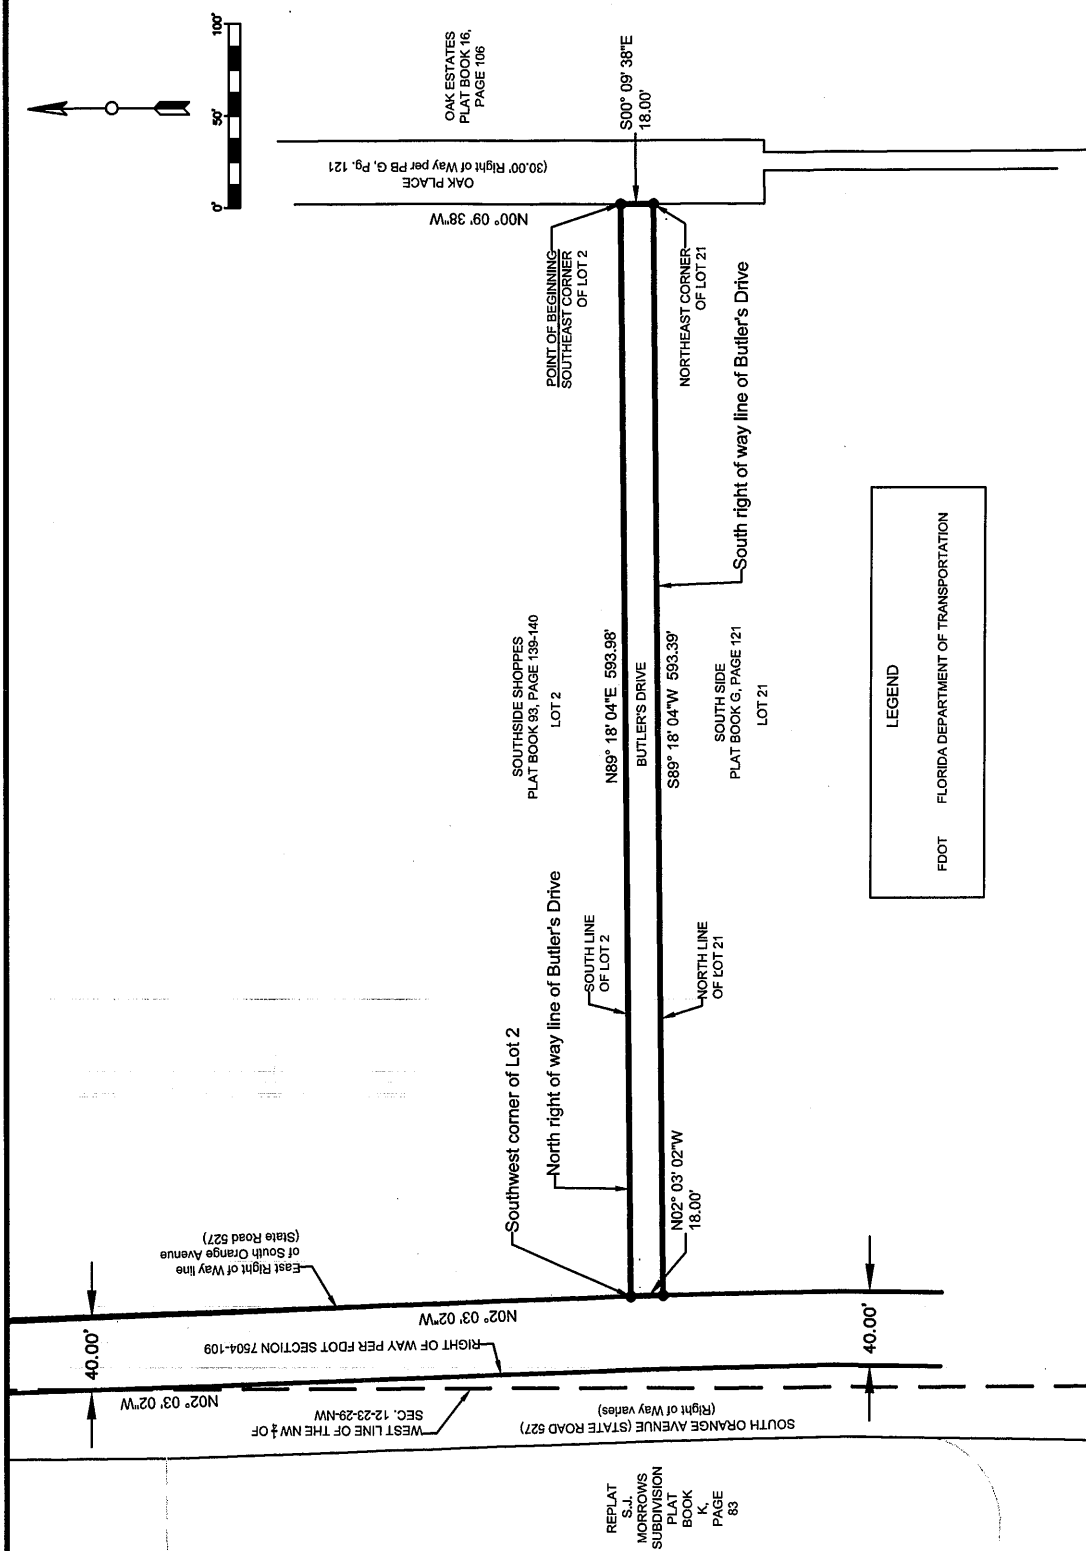 0'
50'
100'
OAK ESTATES
PLAT BOOK 16,
PAGE 106
OAK PLACE
(30.00' Right of Way per PB G, Pg. 121
N00° 09' 38"W
S00° 09' 38"E
18.00'
POINT OF BEGINNING
SOUTHEAST CORNER
OF LOT 2
NORTHEAST CORNER
OF LOT 21
South right of way line of Butler's Drive
SOUTHSIDE SHOPPES
PLAT BOOK 93, PAGE 139-140
LOT 2
N89° 18' 04"E 593.98'
BUTLER'S DRIVE
S89° 18' 04"W 593.39'
SOUTH SIDE
PLAT BOOK G, PAGE 121
LOT 21
LEGEND
FDOT FLORIDA DEPARTMENT OF TRANSPORTATION
Southwest corner of Lot 2
North right of way line of Butler's Drive
SOUTH LINE
OF LOT 2
NORTH LINE
OF LOT 21
N02° 03' 02"W
18.00'
East Right of Way line
of South Orange Avenue
(State Road 527)
N02° 03' 02"W
40.00'
RIGHT OF WAY PER FDOT SECTION 7504-109
40.00'
N02° 03' 02"W
WEST LINE OF THE NW ¼ OF
SEC. 12-23-29-NW
SOUTH ORANGE AVENUE (STATE ROAD 527)
(Right of Way varies)
REPLAT
S.J.
MORROWS
SUBDIVISION
PLAT
BOOK
K,
PAGE
83